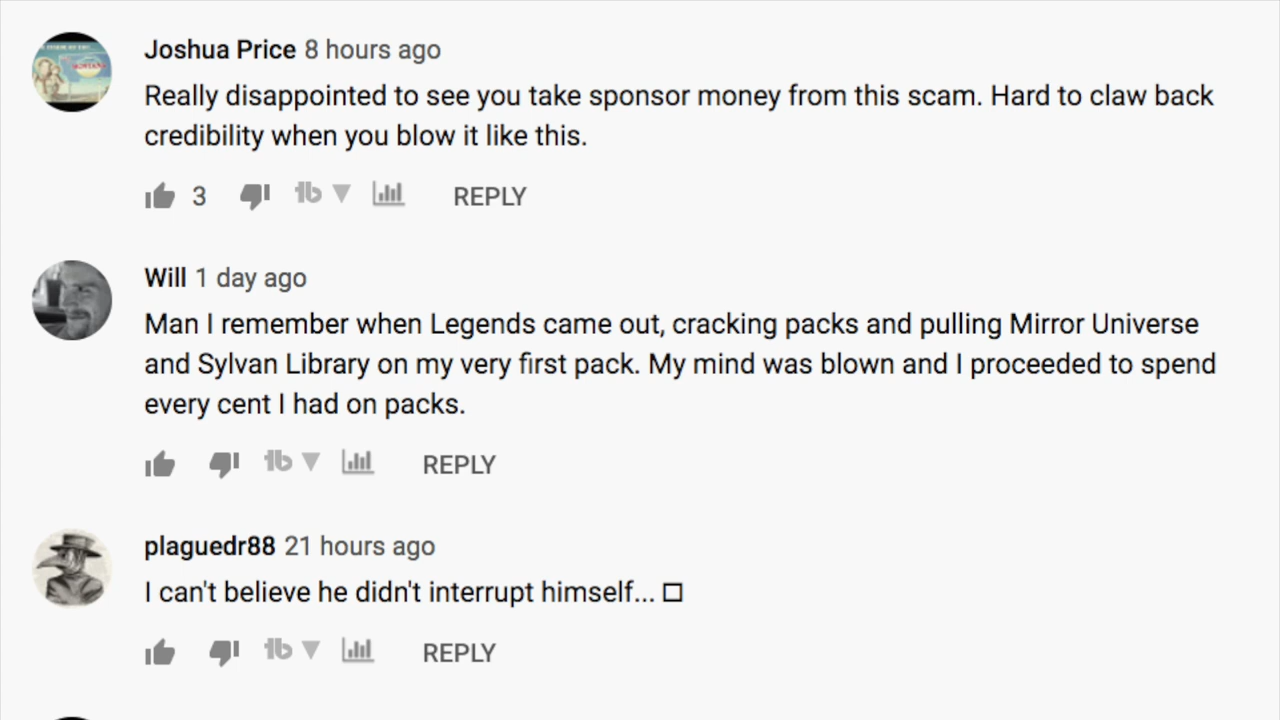 Joshua Price 8 hours ago
Really disappointed to see you take sponsor money from this scam. Hard to claw back
credibility when you blow it like this.
3 REPLY
Will 1 day ago
Man I remember when Legends came out, cracking packs and pulling Mirror Universe
and Sylvan Library on my very first pack. My mind was blown and I proceeded to spend
every cent I had on packs.
REPLY
plaguedr88 21 hours ago
I can't believe he didn't interrupt himself... □
REPLY